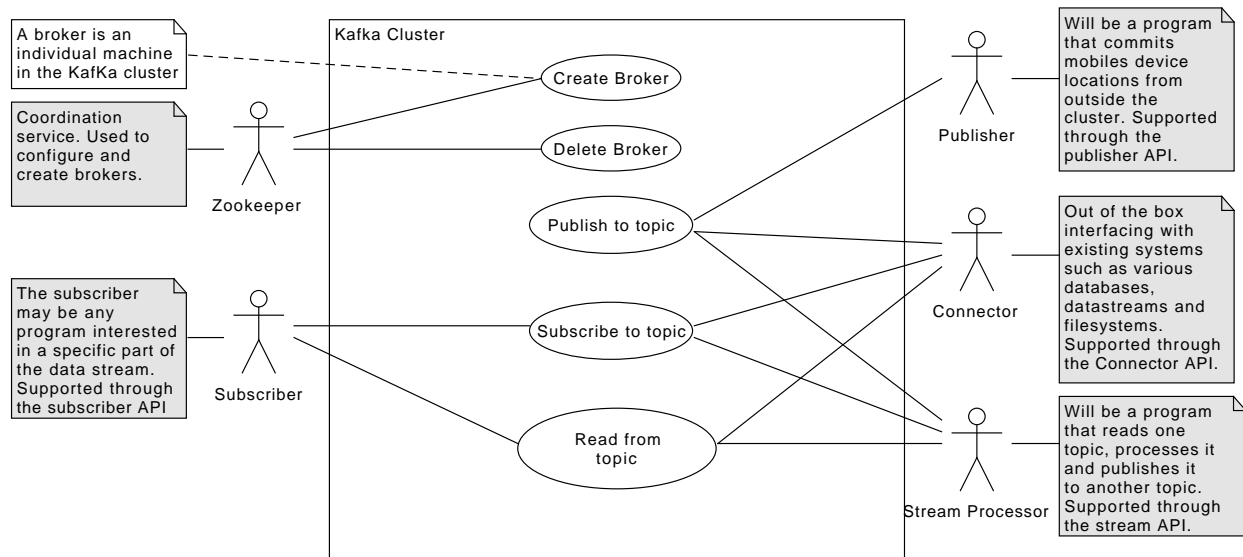 A broker is an
individual machine
in the KafKa cluster
Coordination
service. Used to
configure and
create brokers.
Zookeeper
The subscriber
may be any
program interested
in a specific part of
the data stream.
Supported through
the subscriber API
Subscriber
Kafka Cluster
Create Broker
Delete Broker
Publish to topic
Subscribe to topic
Read from
topic
Publisher
Will be a program
that commits
mobiles device
locations from
outside the
cluster. Supported
through the
publisher API.
Connector
Out of the box
interfacing with
existing systems
such as various
databases,
datastreams and
filesystems.
Supported through
the Connector API.
Stream Processor
Will be a program
that reads one
topic, processes it
and publishes it
to another topic.
Supported through
the stream API.